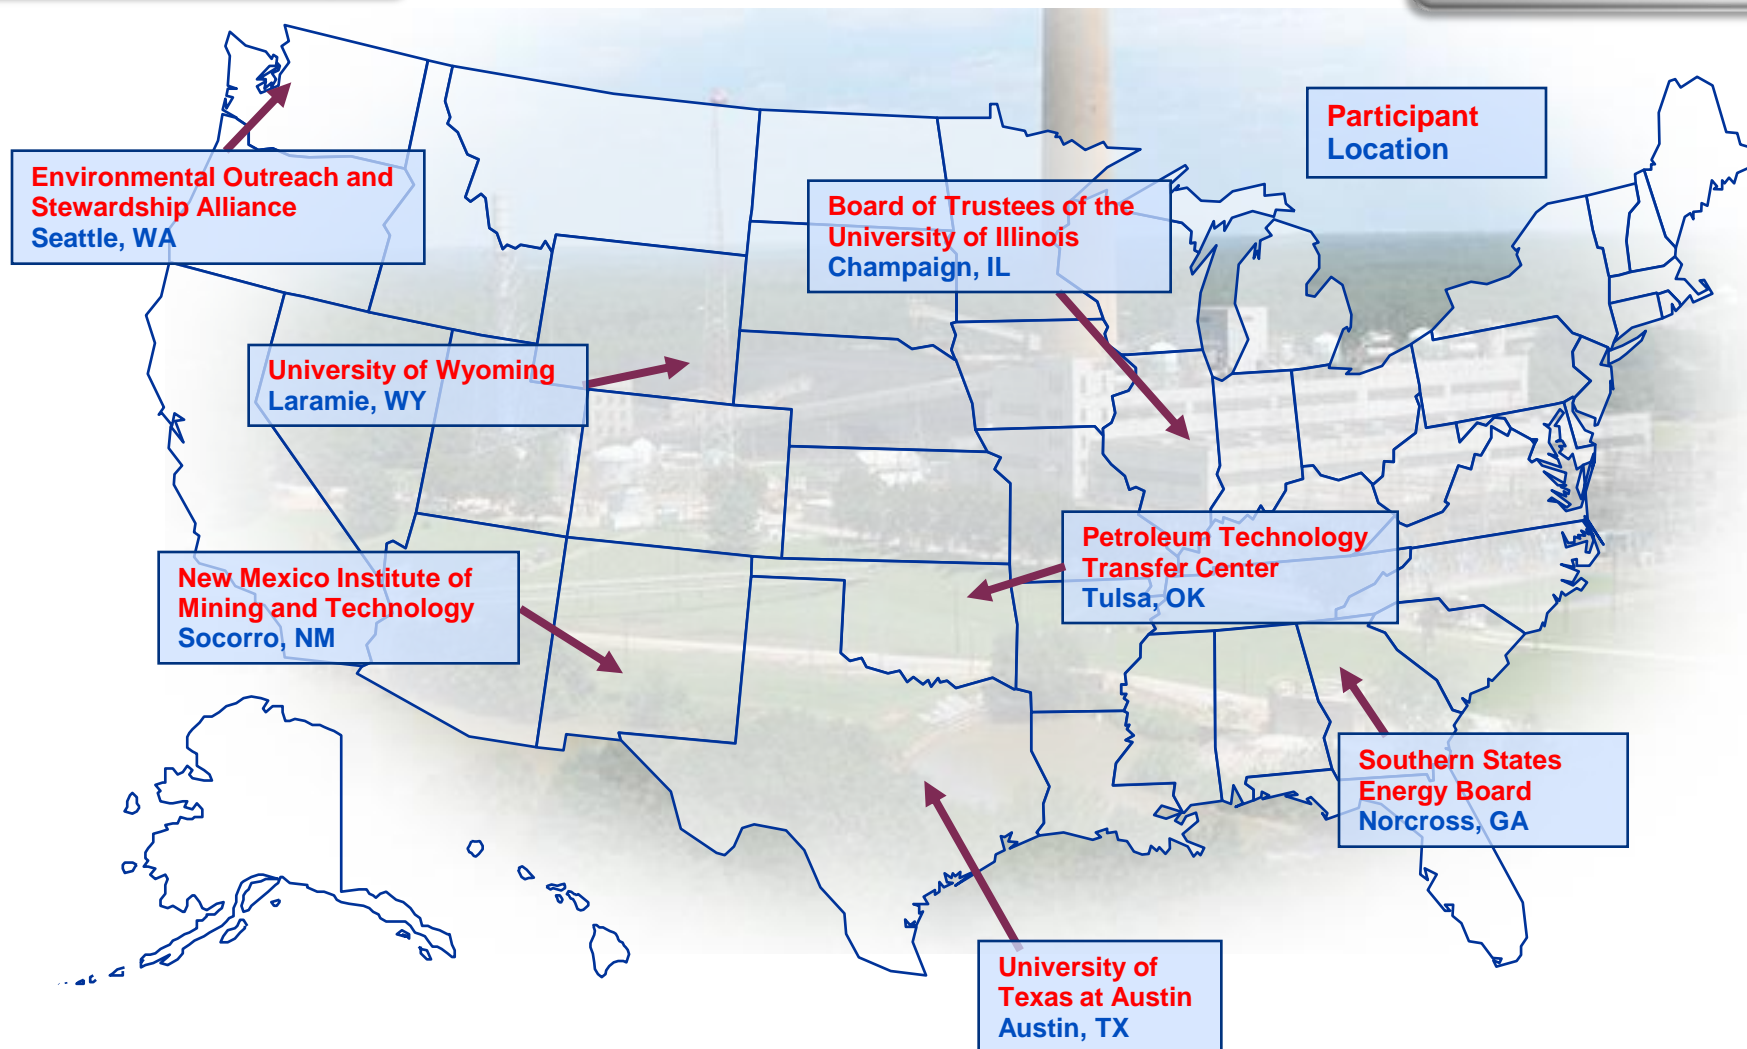 Participant
Location
Environmental Outreach and
Stewardship Alliance
Seattle, WA
Board of Trustees of the
University of Illinois
Champaign, IL
University of Wyoming
Laramie, WY
Petroleum Technology
Transfer Center
Tulsa, OK
New Mexico Institute of
Mining and Technology
Socorro, NM
Southern States
Energy Board
Norcross, GA
University of
Texas at Austin
Austin, TX